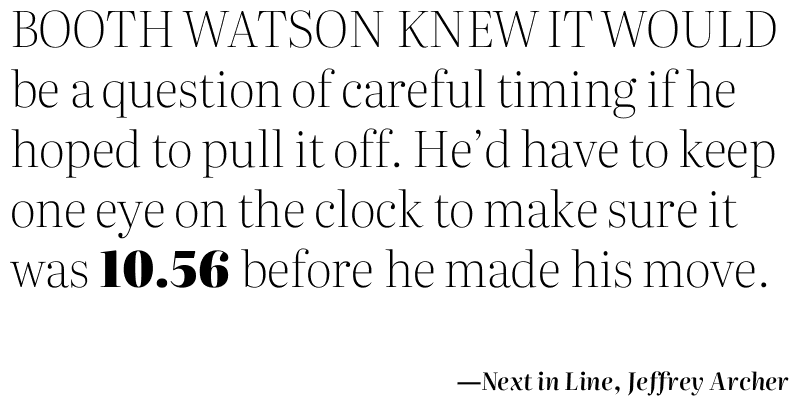 BOOTH WATSON KNEW IT WOULD
be a question of careful timing if he
hoped to pull it off. He’d have to keep
one eye on the clock to make sure it
was 10.56 before he made his move.
—Next in Line, Jeffrey Archer